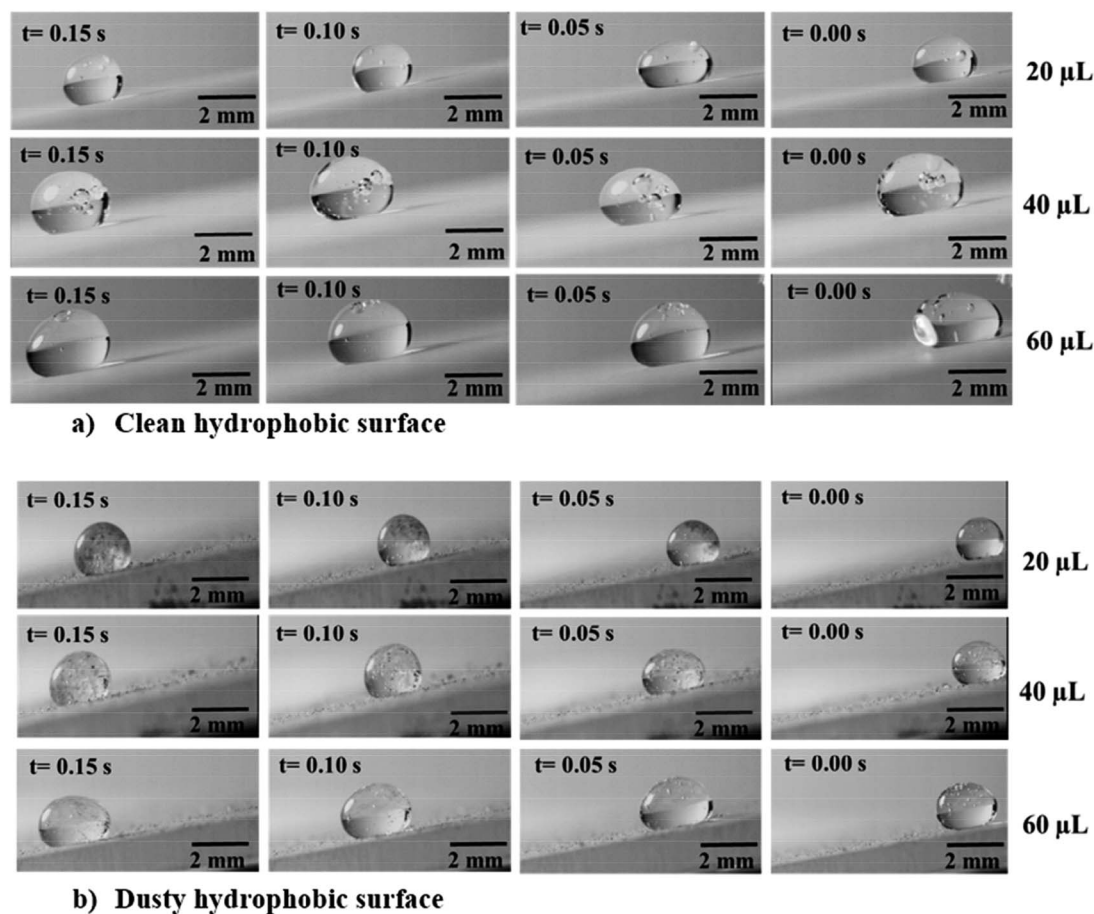 t= 0.15 s t= 0.10 s t= 0.05 s t= 0.00 s
20 µL
2 mm 2 mm 2 mm 2 mm
t= 0.15 s t= 0.10 s t= 0.05 s t= 0.00 s
40 µL
2 mm 2 mm 2 mm 2 mm
t= 0.15 s t= 0.10 s t= 0.05 s t= 0.00 s
60 µL
2 mm 2 mm 2 mm 2 mm
a) Clean hydrophobic surface
t= 0.15 s t= 0.10 s t= 0.05 s t= 0.00 s
20 µL
2 mm 2 mm 2 mm 2 mm
t= 0.15 s t= 0.10 s t= 0.05 s t= 0.00 s
40 µL
2 mm 2 mm 2 mm 2 mm
t= 0.15 s t= 0.10 s t= 0.05 s t= 0.00 s
60 µL
2 mm 2 mm 2 mm 2 mm
b) Dusty hydrophobic surface